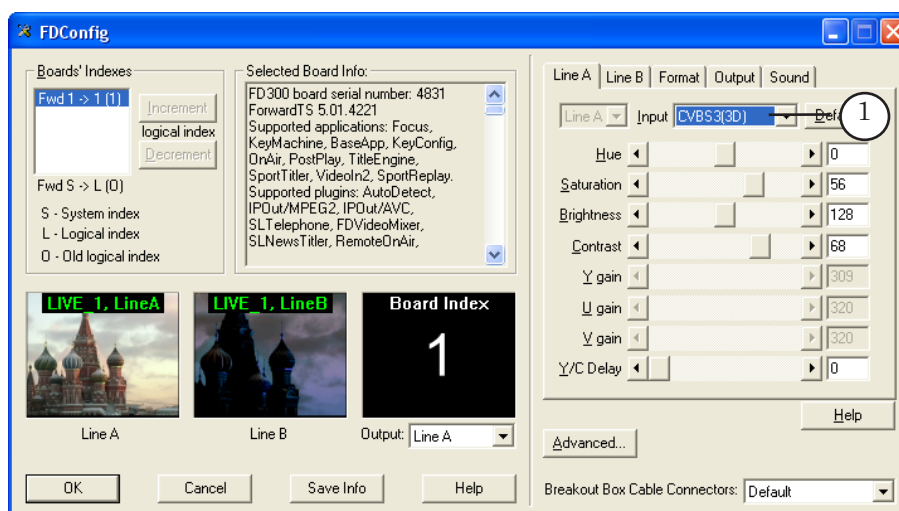 FDConfig
Boards' Indexes
Fwd 1 -> 1 (1)
Increment
logical index
Decrement
Fwd S -> L (O)
S - System index
L - Logical index
O - Old logical index
Selected Board Info:
FD300 board serial number: 4831
ForwardTS 5.01.4221
Supported applications: Focus,
KeyMachine, BaseApp, KeyConfig,
OnAir, PostPlay, TitleEngine,
SportTitler, VideoIn2, SportReplay.
Supported plugins: AutoDetect,
IPOut/MPEG2, IPOut/AVC,
SLTelephone, FDVideoMixer,
SLNewsTitler, RemoteOnAir,
LIVE_1, LineA
LIVE_1, LineB
Board Index
1
Line A
Line B
Output: Line A
OK
Cancel
Save Info
Help
Line A Line B Format Output Sound
Line A Input CVBS3(3D)
1
Hue 0
Saturation 56
Brightness 128
Contrast 68
Y gain 309
U gain 320
V gain 320
Y/C Delay 0
Help
Advanced...
Breakout Box Cable Connectors: Default